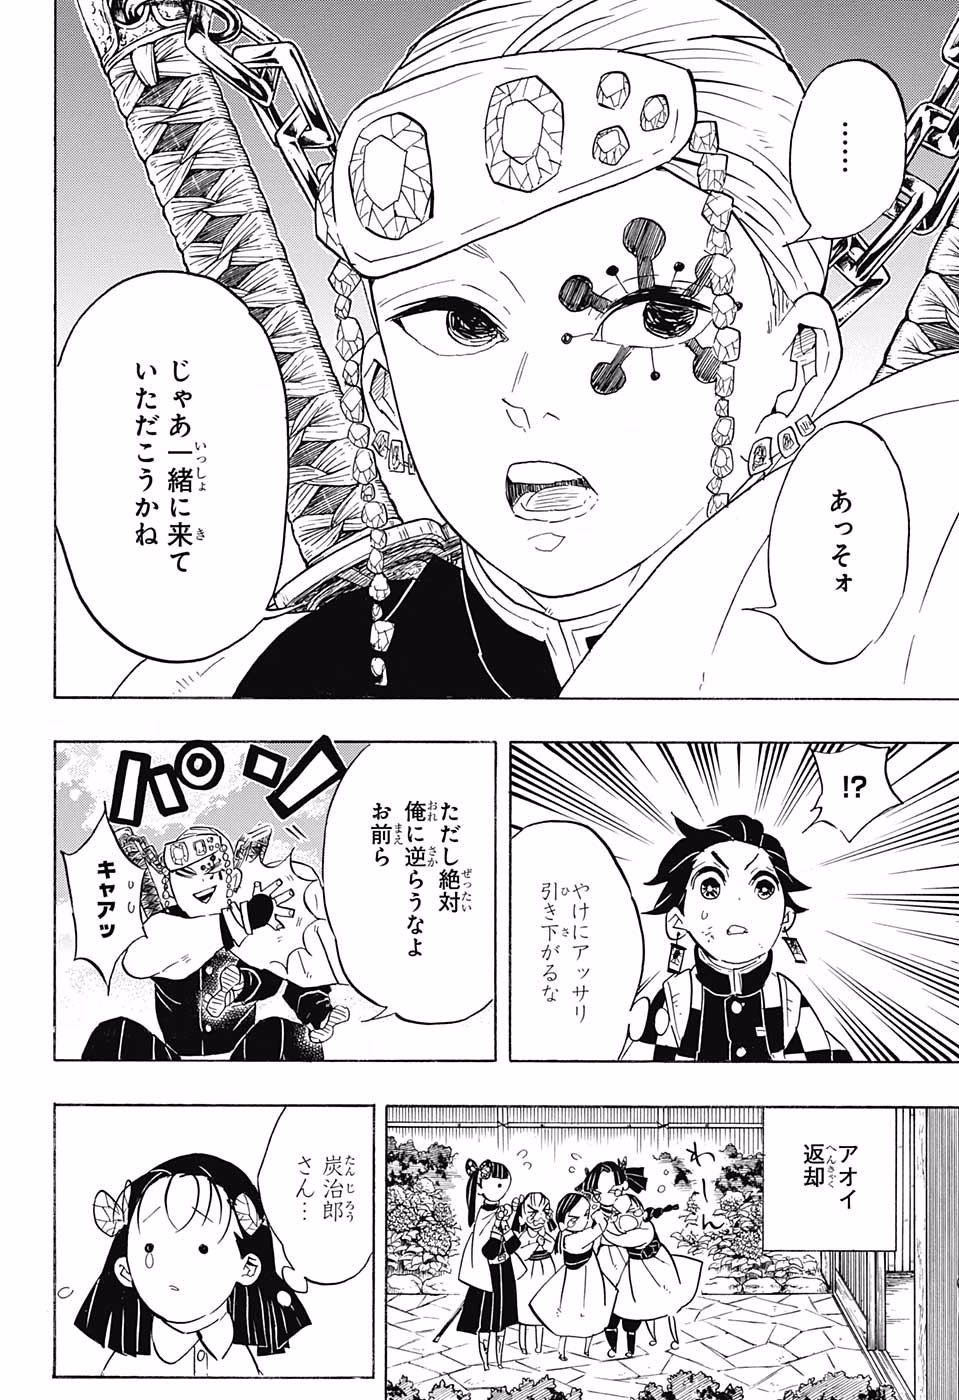 ……
あっそォ
じゃあ一緒に来て
いただこうかね
!?
やけにアッサリ
引き下がるな
ただし絶対
俺に逆らうなよ
お前ら
パンッ
キャアッ
アオイ
返却
わーん
炭治郎
さん…